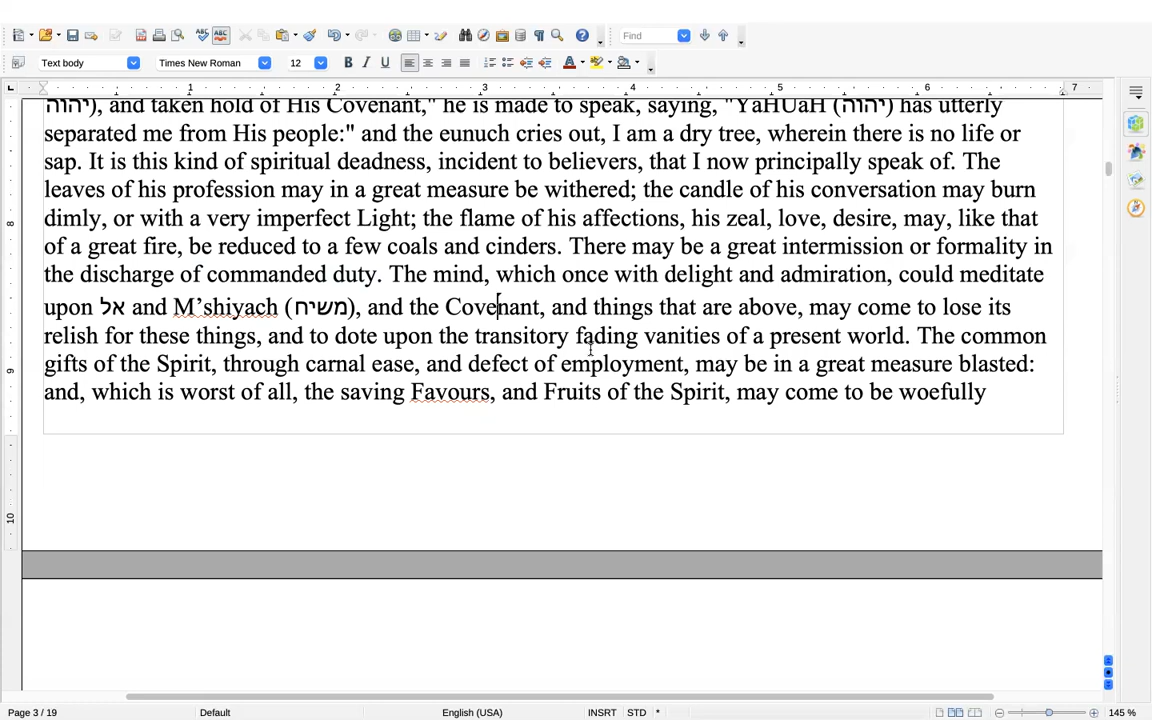 Find
Text body
Times New Roman
12
1 2 3 4 5 6 7
יהוה), and taken hold of His Covenant," he is made to speak, saying, "YaHUaH (יהוה) has utterly
separated me from His people:" and the eunuch cries out, I am a dry tree, wherein there is no life or
sap. It is this kind of spiritual deadness, incident to believers, that I now principally speak of. The
leaves of his profession may in a great measure be withered; the candle of his conversation may burn
dimly, or with a very imperfect Light; the flame of his affections, his zeal, love, desire, may, like that
of a great fire, be reduced to a few coals and cinders. There may be a great intermission or formality in
the discharge of commanded duty. The mind, which once with delight and admiration, could meditate
upon אל and M’shiyach (משיח), and the Covenant, and things that are above, may come to lose its
relish for these things, and to dote upon the transitory fading vanities of a present world. The common
gifts of the Spirit, through carnal ease, and defect of employment, may be in a great measure blasted:
and, which is worst of all, the saving Favours, and Fruits of the Spirit, may come to be woefully
8
9
10
Page 3 / 19
Default
English (USA)
INSRT
STD
*
145 %